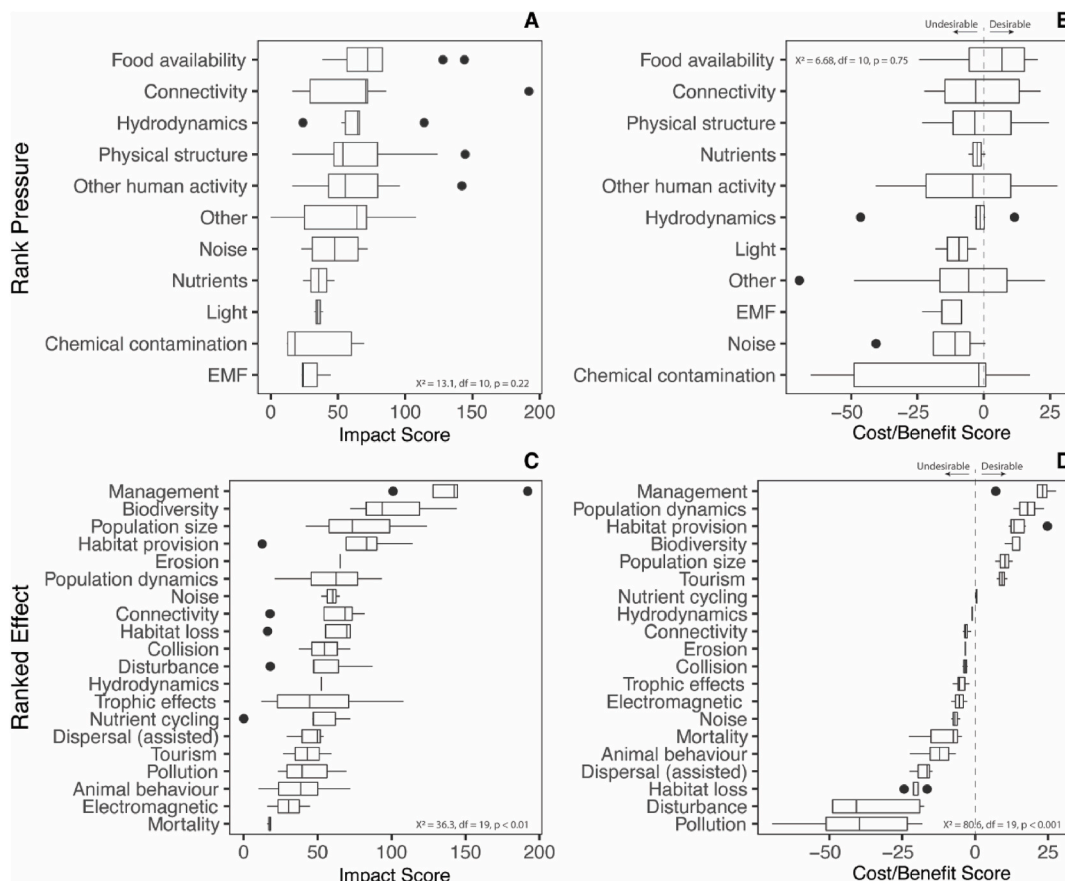 A
Rank Pressure
Food availability
Connectivity
Hydrodynamics
Physical structure
Other human activity
Other
Noise
Nutrients
Light
Chemical contamination
EMF
X² = 13.1, df = 10, p = 0.22
0 50 100 150 200
Impact Score
B
Undesirable Desirable
Food availability
X² = 6.68, df = 10, p = 0.75
Connectivity
Physical structure
Nutrients
Other human activity
Hydrodynamics
Light
Other
EMF
Noise
Chemical contamination
−50 −25 0 25
Cost/Benefit Score
C
Ranked Effect
Management
Biodiversity
Population size
Habitat provision
Erosion
Population dynamics
Noise
Connectivity
Habitat loss
Collision
Disturbance
Hydrodynamics
Trophic effects
Nutrient cycling
Dispersal (assisted)
Tourism
Pollution
Animal behaviour
Electromagnetic
Mortality
X² = 36.3, df = 19, p < 0.01
0 50 100 150 200
Impact Score
D
Undesirable Desirable
Management
Population dynamics
Habitat provision
Biodiversity
Population size
Tourism
Nutrient cycling
Hydrodynamics
Connectivity
Erosion
Collision
Trophic effects
Electromagnetic
Noise
Mortality
Animal behaviour
Dispersal (assisted)
Habitat loss
Disturbance
Pollution
X² = 80.6, df = 19, p < 0.001
−50 −25 0 25
Cost/Benefit Score